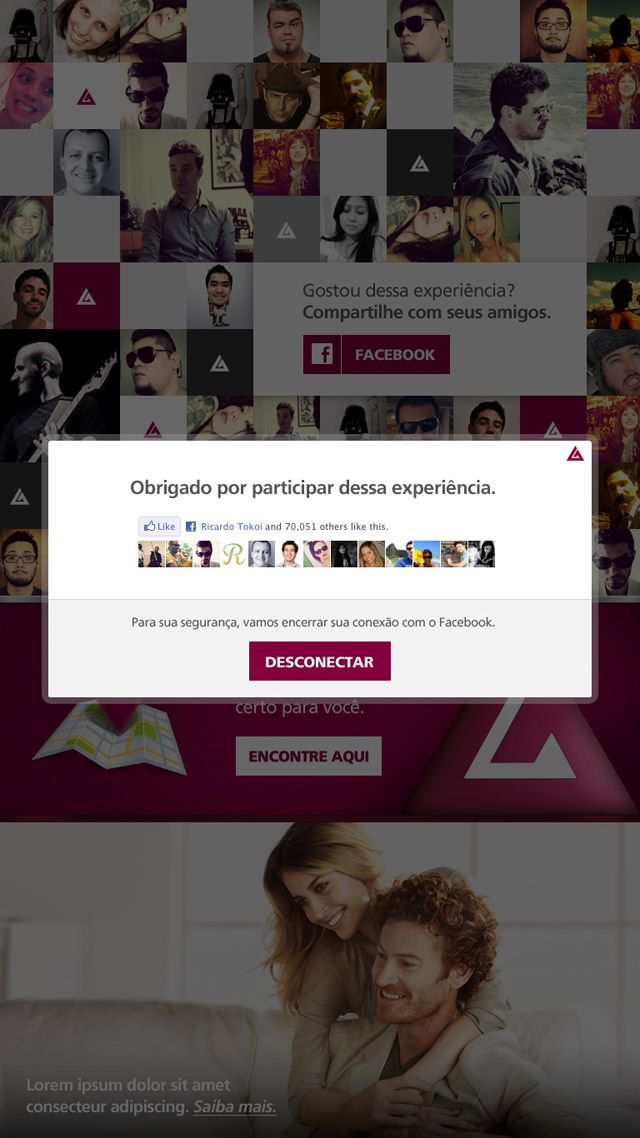 Gostou dessa experiência?
Compartilhe com seus amigos.
FACEBOOK
Obrigado por participar dessa experiência.
Like Ricardo Tokoi and 70,051 others like this.
R
Para sua segurança, vamos encerrar sua conexão com o Facebook.
DESCONECTAR
certo para você.
ENCONTRE AQUI
Lorem ipsum dolor sit amet
consecteur adipiscing. Saiba mais.